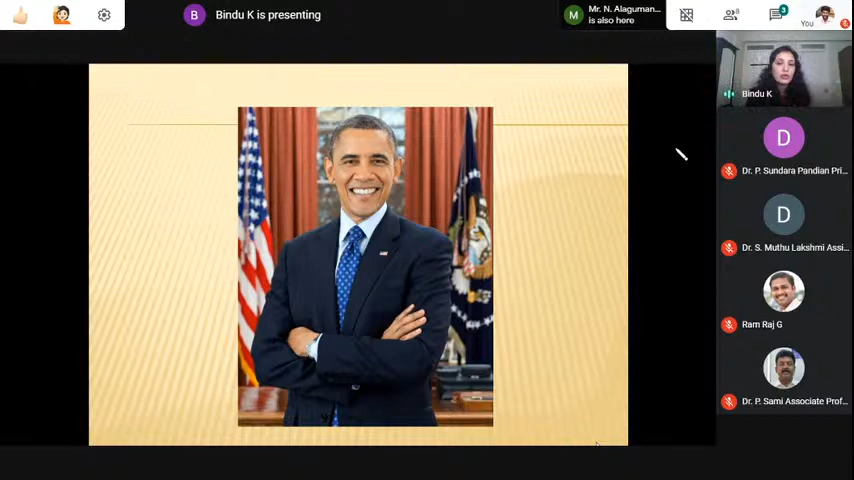 B
Bindu K is presenting
M
Mr. N. Alaguman...
is also here
8
3
You
Bindu K
D
Dr. P. Sundara Pandian Pri...
D
Dr. S. Muthu Lakshmi Assi...
Ram Raj G
Dr. P. Sami Associate Prof...